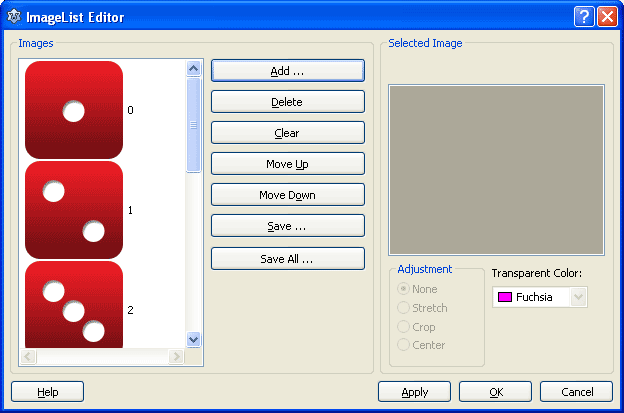 ImageList Editor
Images
0
1
2
Add ...
Delete
Clear
Move Up
Move Down
Save ...
Save All ...
Selected Image
Adjustment
None
Stretch
Crop
Center
Transparent Color:
Fuchsia
Help
Apply
OK
Cancel